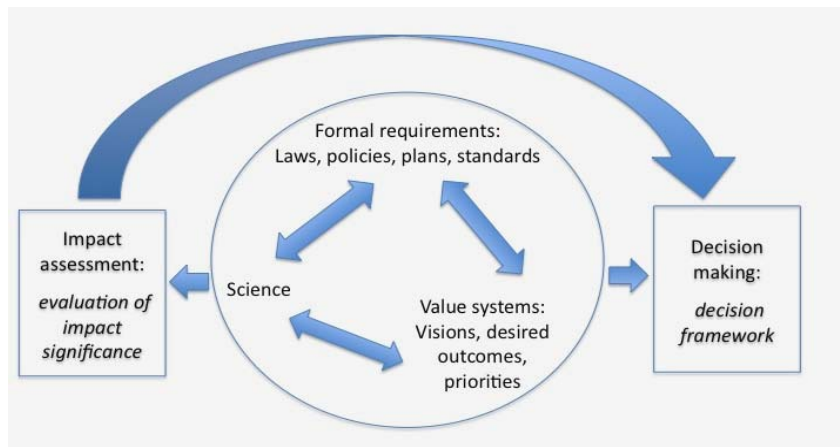 Formal requirements:
Laws, policies, plans, standards
Impact
assessment:
evaluation of
impact
significance
Science
Value systems:
Visions, desired
outcomes,
priorities
Decision
making:
decision
framework